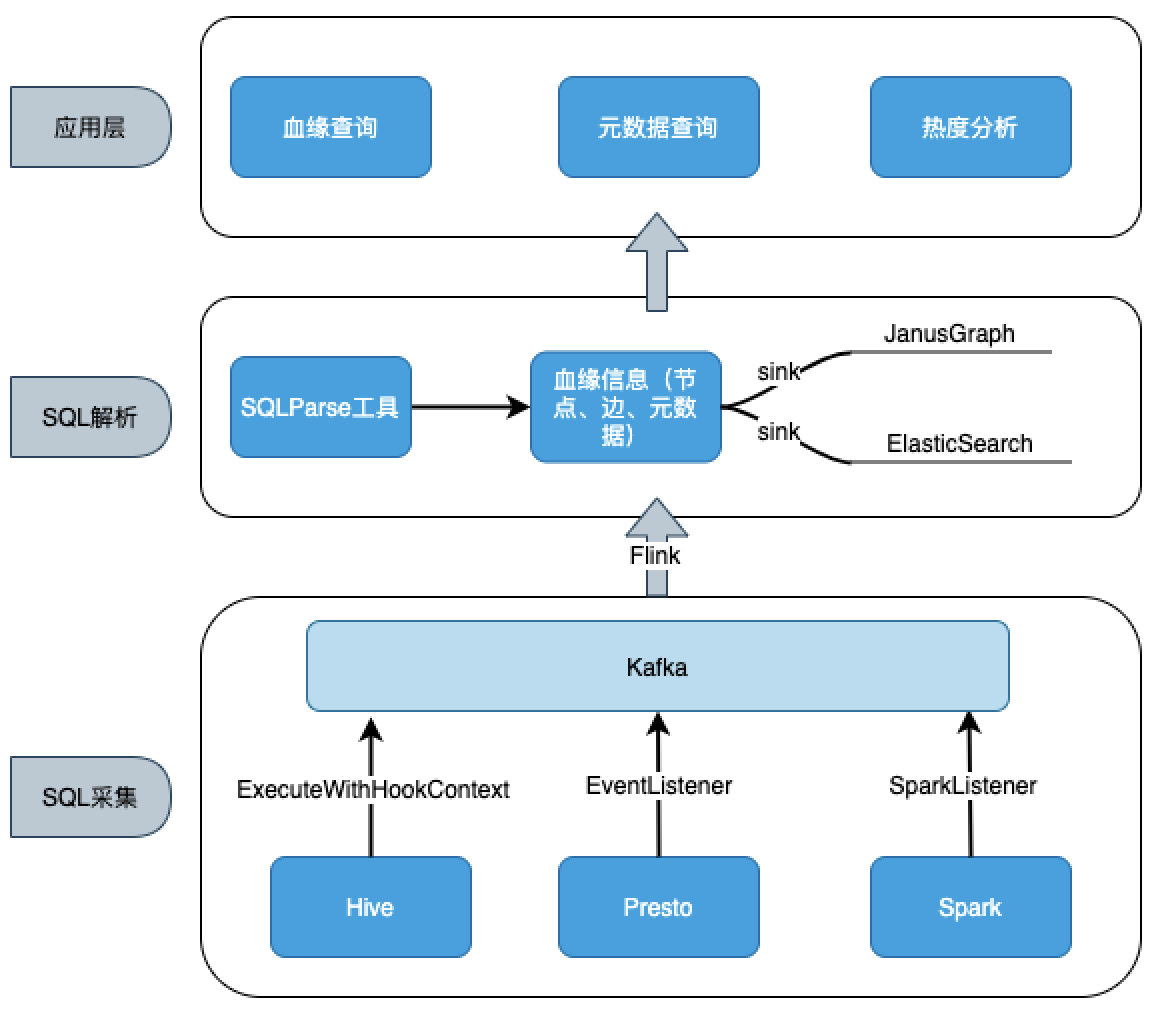 应用层
血缘查询
元数据查询
热度分析
SQL解析
SQLParse工具
血缘信息（节
点、边、元数
据）
sink
JanusGraph
sink
ElasticSearch
Flink
SQL采集
Kafka
ExecuteWithHookContext
EventListener
SparkListener
Hive
Presto
Spark